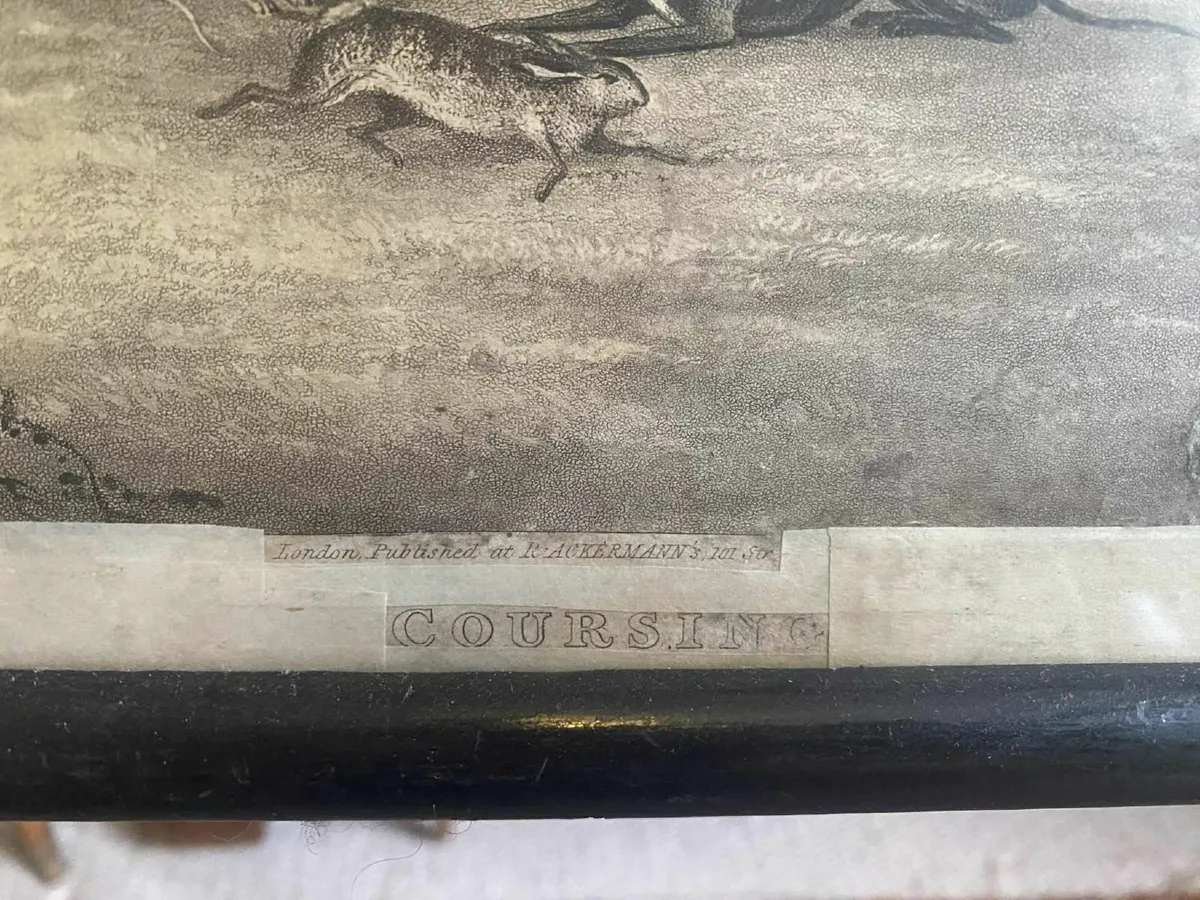 London, Published at R. ACKERMANN's, 101 Str
COURSING